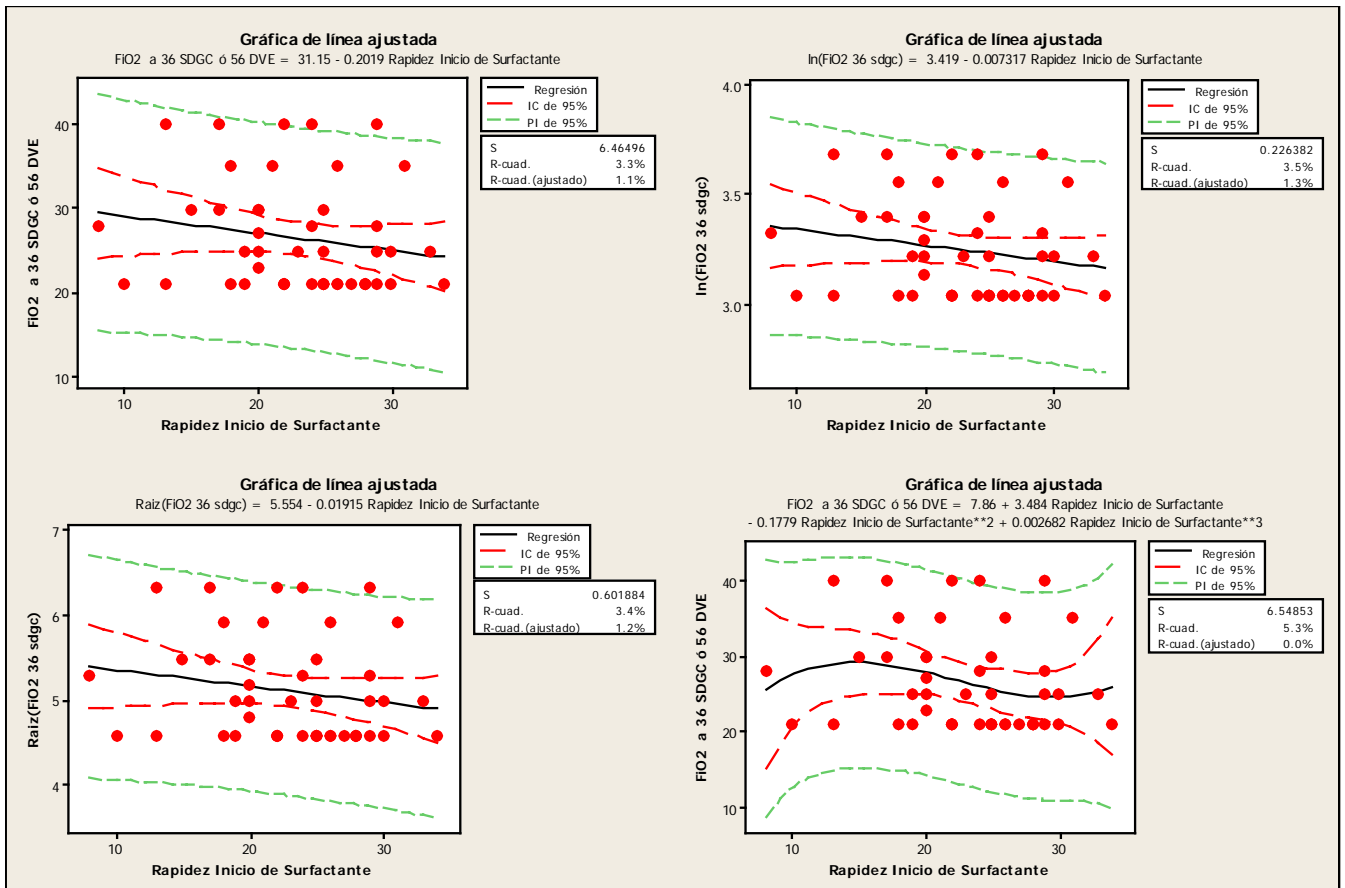 Gráfica de línea ajustada
FiO2 a 36 SDGC ó 56 DVE = 31.15 - 0.2019 Rapidez Inicio de Surfactante
FiO2 a 36 SDGC ó 56 DVE
40
30
20
10
10 20 30
Rapidez Inicio de Surfactante
Regresión
IC de 95%
PI de 95%
S 6.46496
R-cuad. 3.3%
R-cuad.(ajustado) 1.1%
Gráfica de línea ajustada
ln(FiO2 36 sdgc) = 3.419 - 0.007317 Rapidez Inicio de Surfactante
ln(FiO2 36 sdgc)
4.0
3.5
3.0
10 20 30
Rapidez Inicio de Surfactante
Regresión
IC de 95%
PI de 95%
S 0.226382
R-cuad. 3.5%
R-cuad.(ajustado) 1.3%
Gráfica de línea ajustada
Raiz(FiO2 36 sdgc) = 5.554 - 0.01915 Rapidez Inicio de Surfactante
Raiz(FiO2 36 sdgc)
7
6
5
4
10 20 30
Rapidez Inicio de Surfactante
Regresión
IC de 95%
PI de 95%
S 0.601884
R-cuad. 3.4%
R-cuad.(ajustado) 1.2%
Gráfica de línea ajustada
FiO2 a 36 SDGC ó 56 DVE = 7.86 + 3.484 Rapidez Inicio de Surfactante
- 0.1779 Rapidez Inicio de Surfactante**2 + 0.002682 Rapidez Inicio de Surfactante**3
FiO2 a 36 SDGC ó 56 DVE
40
30
20
10
10 20 30
Rapidez Inicio de Surfactante
Regresión
IC de 95%
PI de 95%
S 6.54853
R-cuad. 5.3%
R-cuad.(ajustado) 0.0%